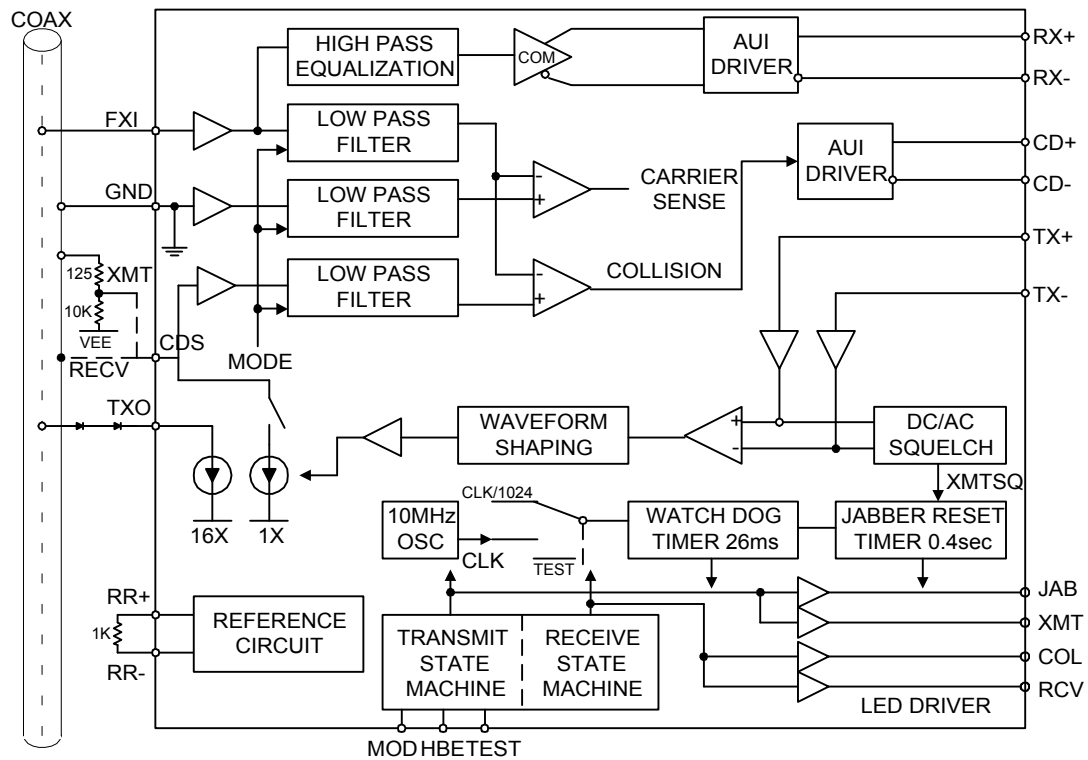 COAX
HIGH PASS
EQUALIZATION
COM
AUI
DRIVER
RX+
RX-
FXI
LOW PASS
FILTER
AUI
DRIVER
CD+
CD-
GND
LOW PASS
FILTER
-
+
CARRIER
SENSE
TX+
125
XMT
LOW PASS
FILTER
-
+
COLLISION
TX-
10K
VEE
CDS
RECV
MODE
TXO
WAVEFORM
SHAPING
+
-
DC/AC
SQUELCH
XMTSQ
16X
1X
10MHz
OSC
CLK/1024
CLK
TEST
WATCH DOG
TIMER 26ms
JABBER RESET
TIMER 0.4sec
RR+
1K
RR-
REFERENCE
CIRCUIT
TRANSMIT
STATE
MACHINE
RECEIVE
STATE
MACHINE
JAB
XMT
COL
RCV
LED DRIVER
MOD HBE TEST